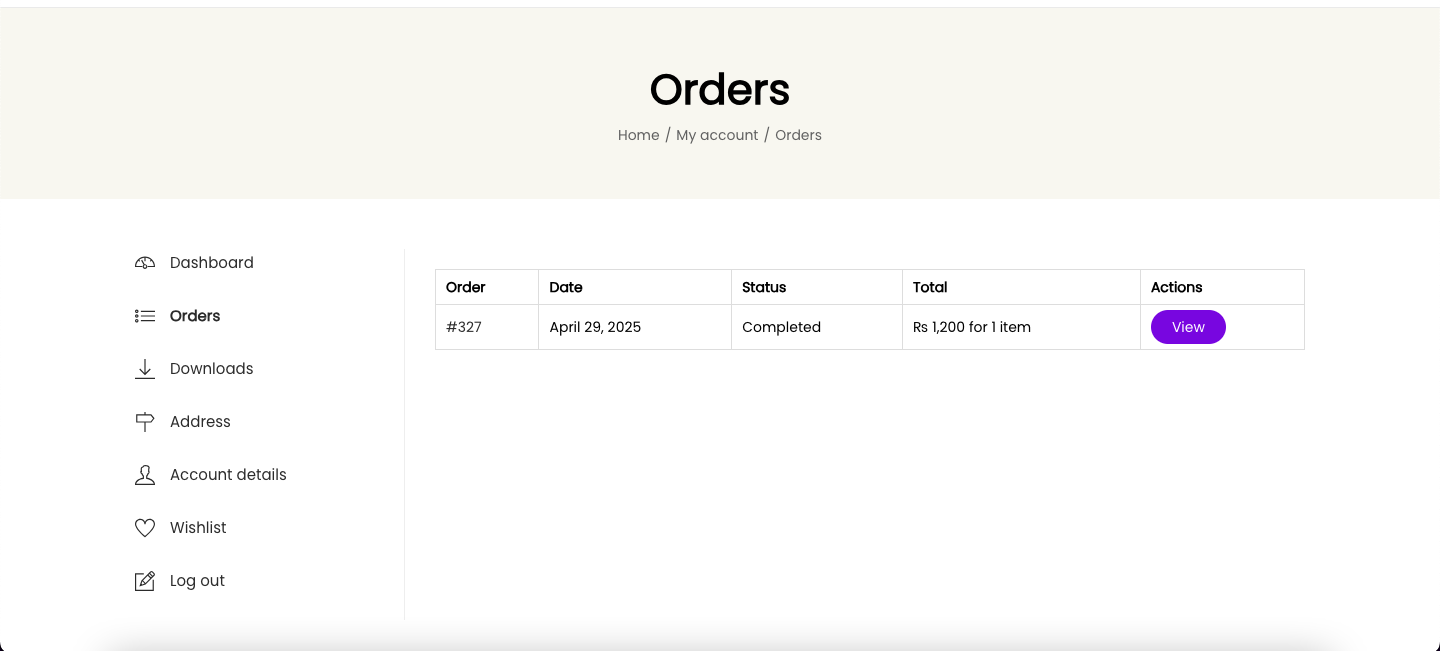 Orders
Home / My account / Orders
Dashboard
Orders
Downloads
Address
Account details
Wishlist
Log out
Order Date Status Total Actions
#327 April 29, 2025 Completed ₨ 1,200 for 1 item View